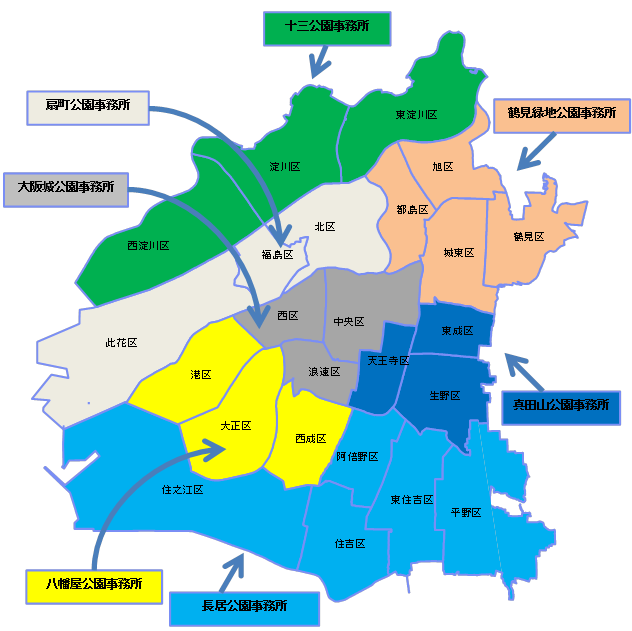 十三公園事務所
扇町公園事務所
東淀川区
鶴見緑地公園事務所
淀川区
旭区
大阪城公園事務所
都島区
北区
鶴見区
西淀川区
福島区
城東区
西区
中央区
東成区
此花区
天王寺区
港区
浪速区
生野区
真田山公園事務所
大正区
西成区
阿倍野区
住之江区
東住吉区
平野区
住吉区
八幡屋公園事務所
長居公園事務所